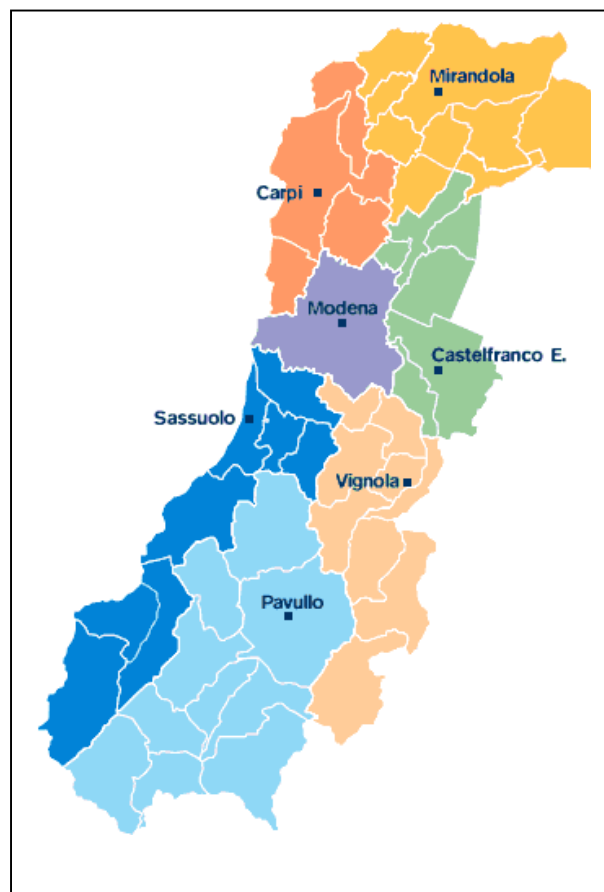 Mirandola
Carpi
Modena
Castelfranco E.
Sassuolo
Vignola
Pavullo